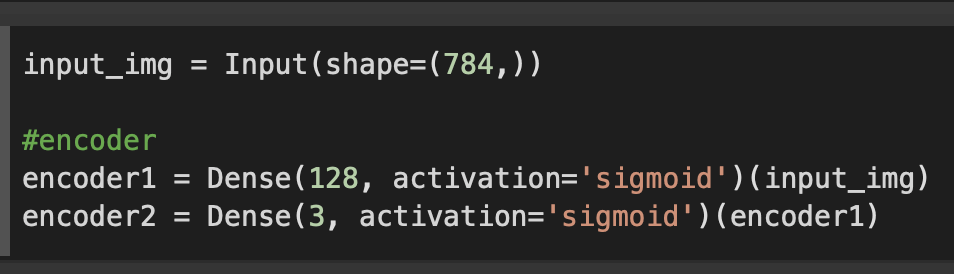 input_img = Input(shape=(784,))
#encoder
encoder1 = Dense(128, activation='sigmoid')(input_img)
encoder2 = Dense(3, activation='sigmoid')(encoder1)